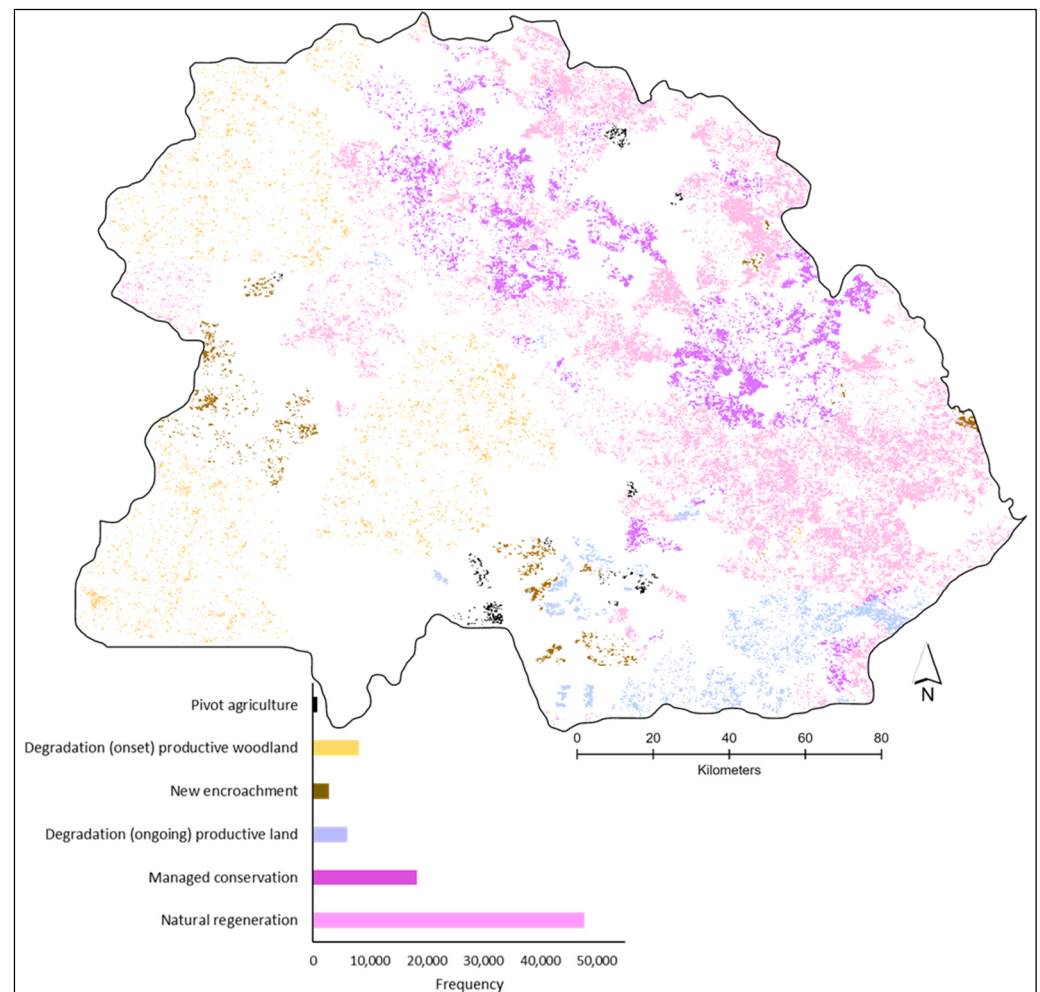 N
0 20 40 60 80
Kilometers
Pivot agriculture
Degradation (onset) productive woodland
New encroachment
Degradation (ongoing) productive land
Managed conservation
Natural regeneration
0 10,000 20,000 30,000 40,000 50,000
Frequency